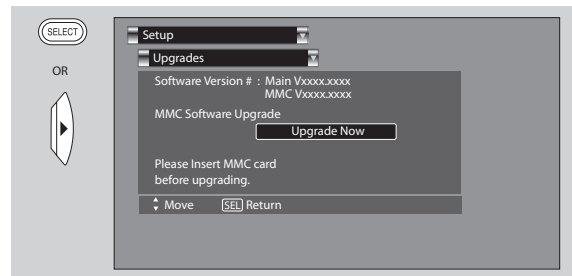 SELECT
OR
Setup
Upgrades
Software Version # : Main Vxxxx.xxxx
MMC Vxxxx.xxxx
MMC Software Upgrade
Upgrade Now
Please Insert MMC card
before upgrading.
Move SEL Return